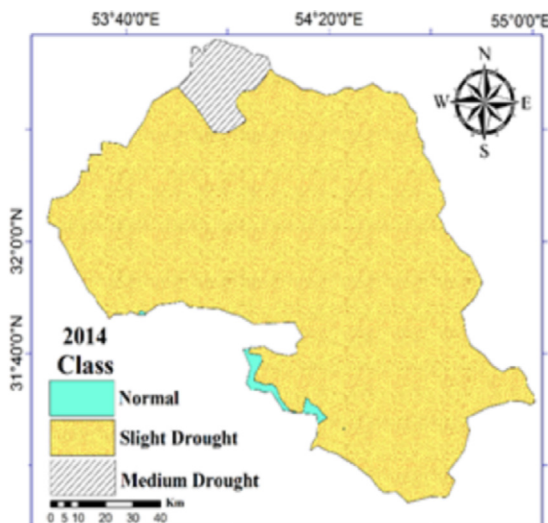 53°40'0"E 54°20'0"E 55°0'0"E
N
W E
S
32°0'0"N
31°40'0"N
2014
Class
Normal
Slight Drought
Medium Drought
Km
0 5 10 20 30 40